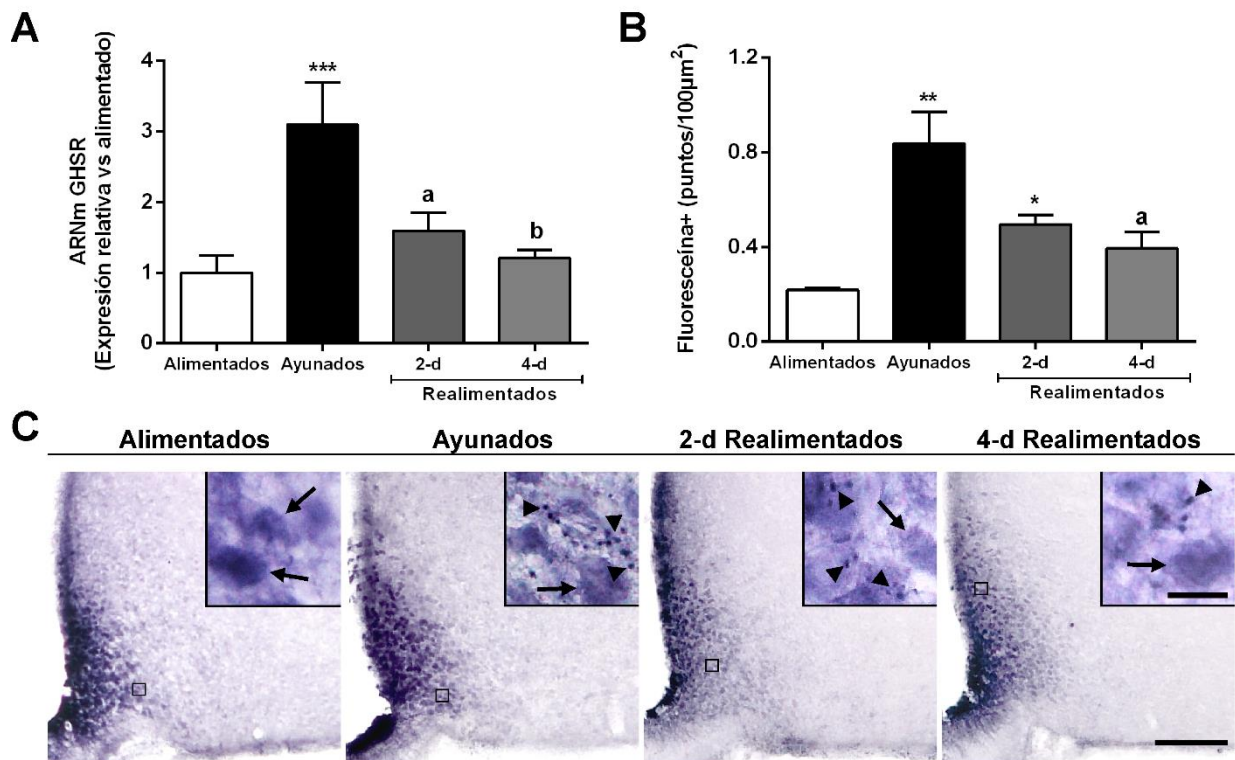 A
ARNm GHSR
(Expresión relativa vs alimentado)
4
3
2
1
0
***
a
b
Alimentados
Ayunados
2-d
4-d
Realimentados
B
Fluoresceína+ (puntos/100µm²)
1.2
0.8
0.4
0.0
**
*
a
Alimentados
Ayunados
2-d
4-d
Realimentados
C
Alimentados
Ayunados
2-d Realimentados
4-d Realimentados